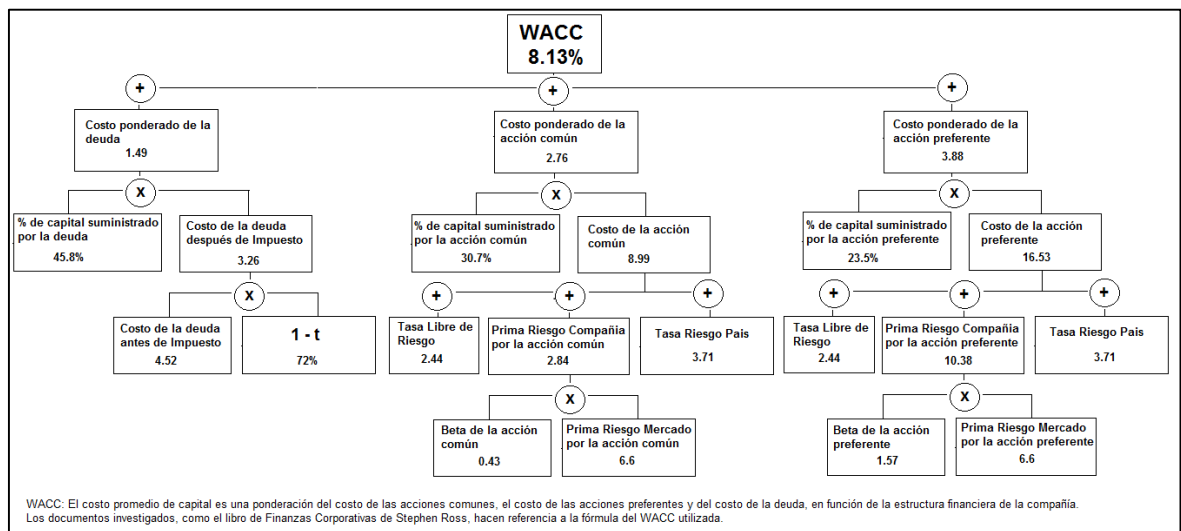 WACC
8.13%
+
+
+
Costo ponderado de la
deuda
1.49
Costo ponderado de la
acción común
2.76
Costo ponderado de la
acción preferente
3.88
X
X
X
% de capital suministrado
por la deuda
45.8%
Costo de la deuda
después de Impuesto
3.26
% de capital suministrado
por la acción común
30.7%
Costo de la acción
común
8.99
% de capital suministrado
por la acción preferente
23.5%
Costo de la acción
preferente
16.53
X
+
+
+
+
+
+
Costo de la deuda
antes de Impuesto
4.52
1 - t
72%
Tasa Libre de
Riesgo
2.44
Prima Riesgo Compañia
por la acción común
2.84
Tasa Riesgo Pais
3.71
Tasa Libre de
Riesgo
2.44
Prima Riesgo Compañia
por la acción preferente
10.38
Tasa Riesgo Pais
3.71
X
X
Beta de la acción
común
0.43
Prima Riesgo Mercado
por la acción común
6.6
Beta de la acción
preferente
1.57
Prima Riesgo Mercado
por la acción preferente
6.6
WACC: El costo promedio de capital es una ponderación del costo de las acciones comunes, el costo de las acciones preferentes y del costo de la deuda, en función de la estructura financiera de la compañía.
Los documentos investigados, como el libro de Finanzas Corporativas de Stephen Ross, hacen referencia a la fórmula del WACC utilizada.